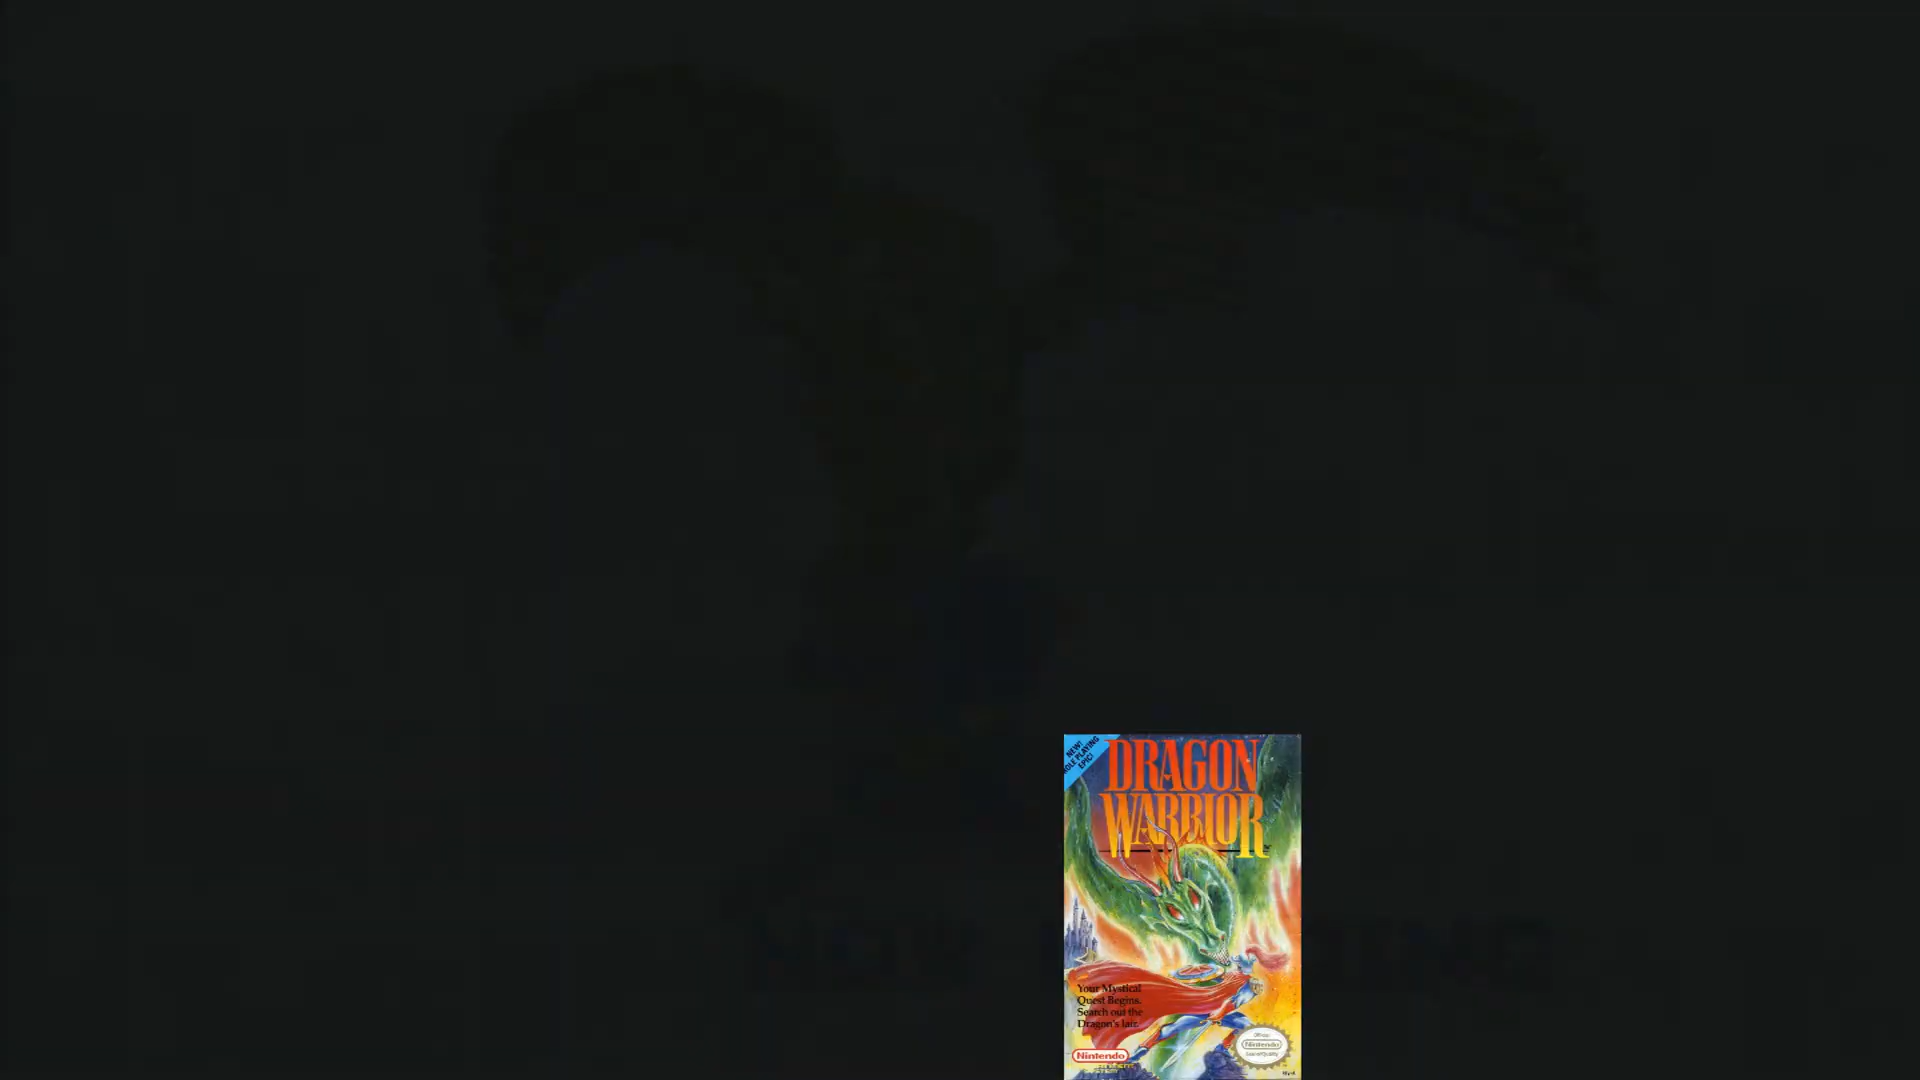 NEW!
ROLE PLAYING
EPIC!
DRAGON
WARRIOR
Your Mystical
Quest Begins.
Search out the
Dragon's lair.
Nintendo
Nintendo